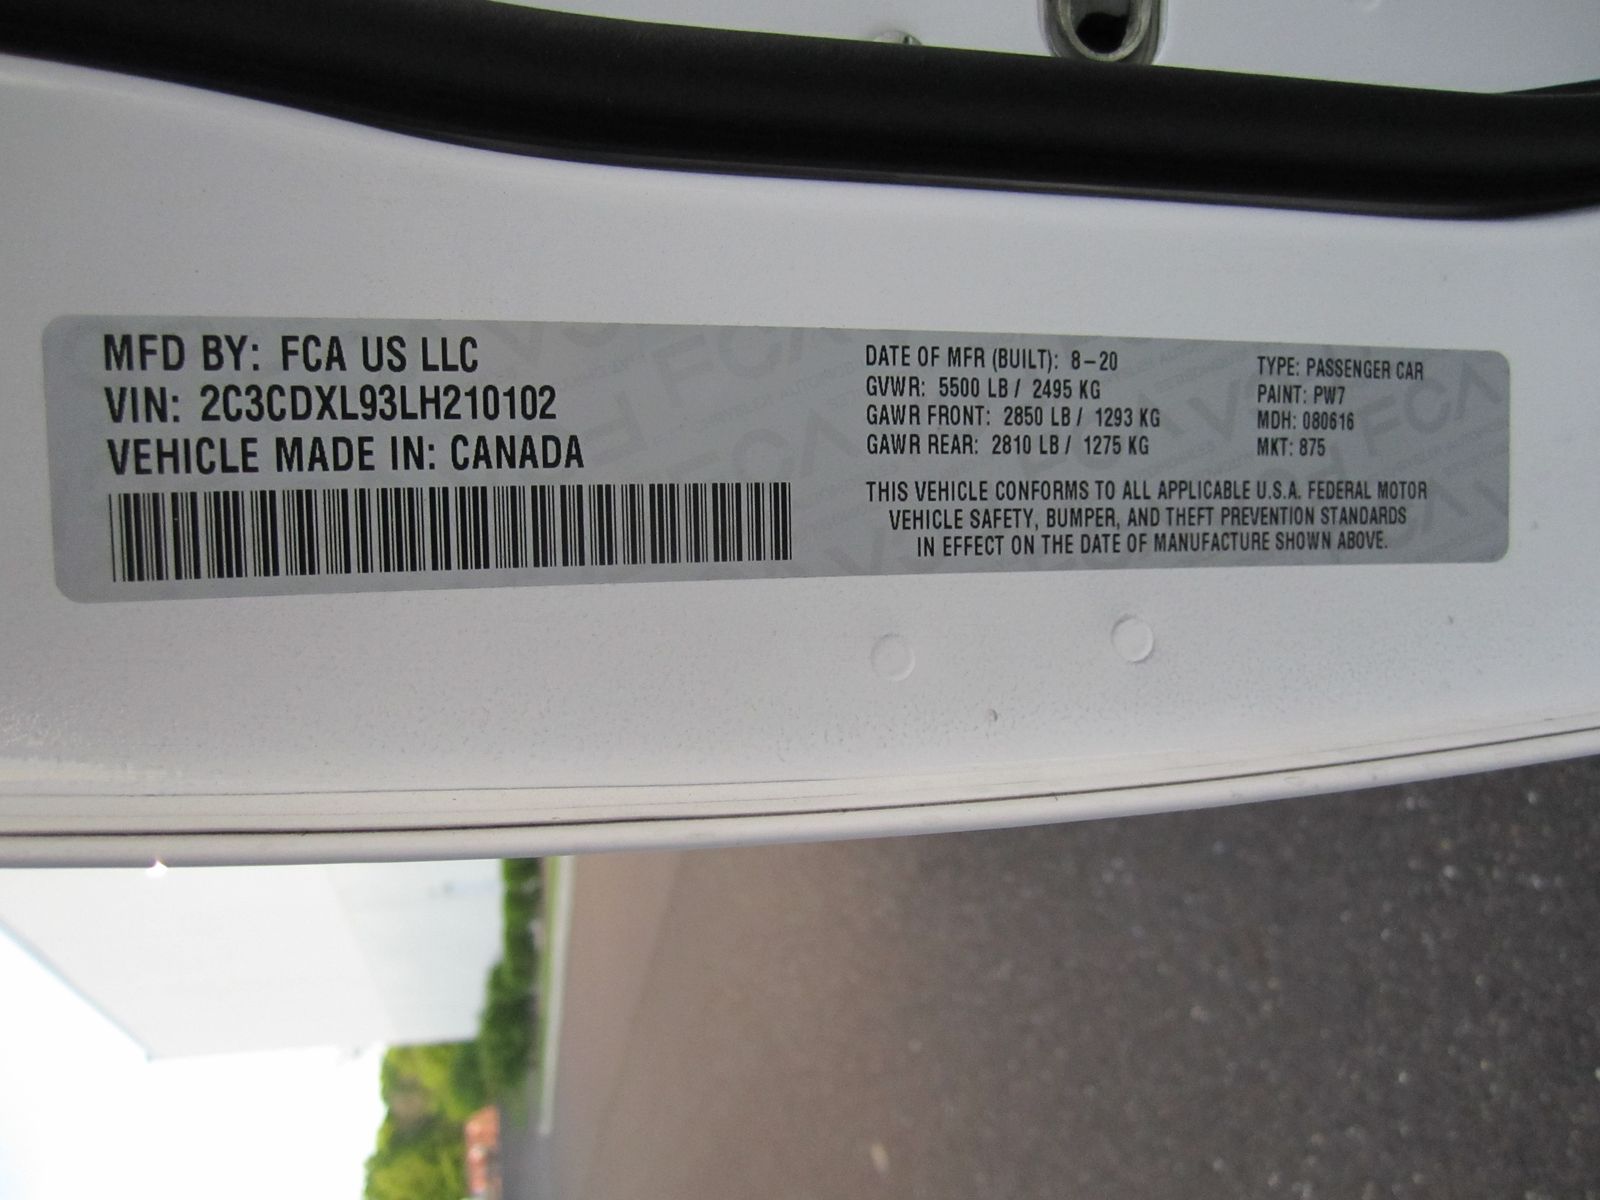 MFD BY: FCA US LLC
VIN: 2C3CDXL93LH210102
VEHICLE MADE IN: CANADA
DATE OF MFR (BUILT): 8-20
GVWR: 5500 LB / 2495 KG
GAWR FRONT: 2850 LB / 1293 KG
GAWR REAR: 2810 LB / 1275 KG
TYPE: PASSENGER CAR
PAINT: PW7
MDH: 080616
MKT: 875
THIS VEHICLE CONFORMS TO ALL APPLICABLE U.S.A. FEDERAL MOTOR
VEHICLE SAFETY, BUMPER, AND THEFT PREVENTION STANDARDS
IN EFFECT ON THE DATE OF MANUFACTURE SHOWN ABOVE.